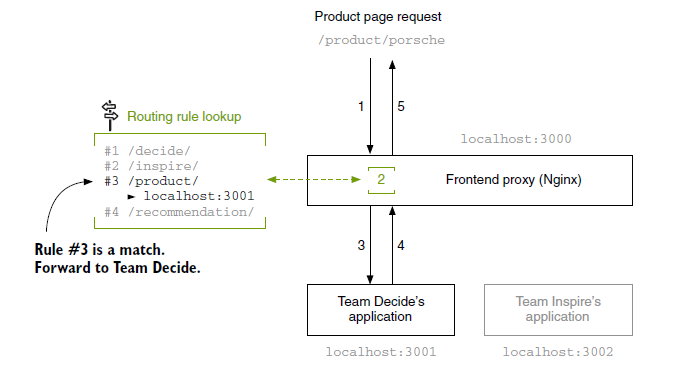 Product page request
/product/porsche
1
5
Routing rule lookup
localhost:3000
#1 /decide/
#2 /inspire/
#3 /product/
► localhost:3001
#4 /recommendation/
2
Frontend proxy (Nginx)
Rule #3 is a match.
Forward to Team Decide.
3
4
Team Decide's
application
Team Inspire's
application
localhost:3001
localhost:3002